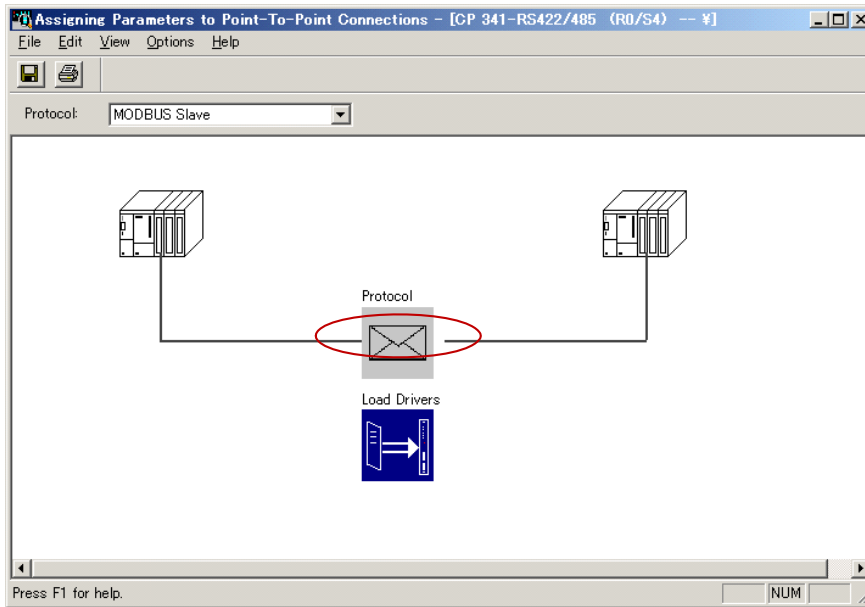 Assigning Parameters to Point-To-Point Connections - [CP 341-RS422/485 (R0/S4) -- ¥]
File Edit View Options Help
Protocol: MODBUS Slave
Protocol
Load Drivers
Press F1 for help.
NUM